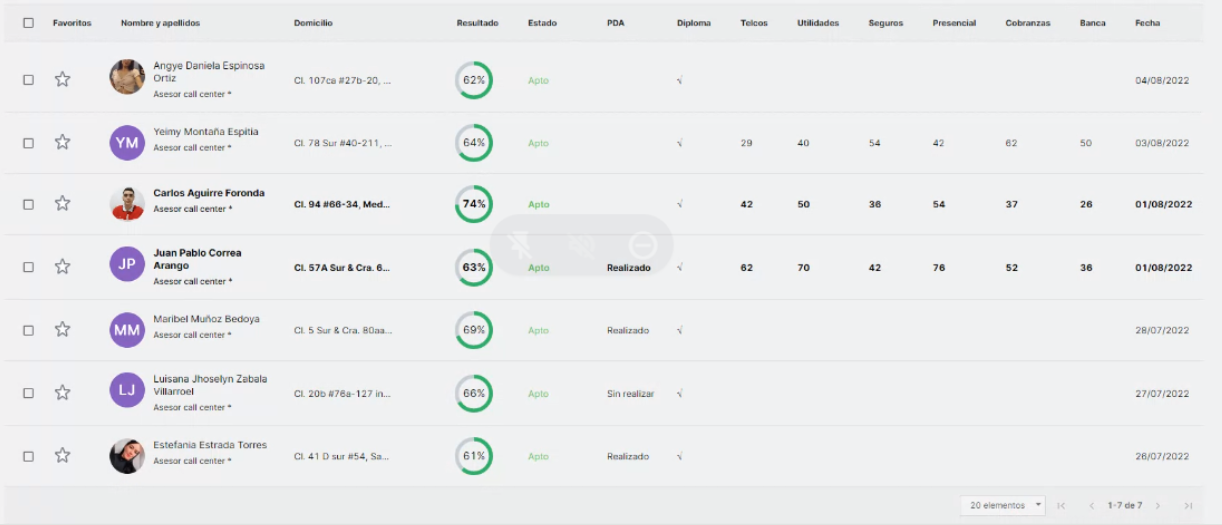 Favoritos Nombre y apellidos Domicilio Resultado Estado PDA Diploma Telcos Utilidades Seguros Presencial Cobranzas Banca Fecha
Angye Daniela Espinosa
Ortiz
Asesor call center *
Cl. 107ca #27b-20, ... 62% Apto √ 04/08/2022
YM Yeimy Montaña Espitia
Asesor call center *
Cl. 78 Sur #40-211, ... 64% Apto √ 29 40 54 42 62 50 03/08/2022
Carlos Aguirre Foronda
Asesor call center *
Cl. 94 #66-34, Med... 74% Apto √ 42 50 36 54 37 26 01/08/2022
JP Juan Pablo Correa
Arango
Asesor call center *
Cl. 57A Sur & Cra. 6... 63% Apto Realizado √ 62 70 42 76 52 36 01/08/2022
MM Maribel Muñoz Bedoya
Asesor call center *
Cl. 5 Sur & Cra. 80aa... 69% Apto Realizado √ 28/07/2022
LJ Luisana Jhoselyn Zabala
Villarroel
Asesor call center *
Cl. 20b #76a-127 in... 66% Apto Sin realizar √ 27/07/2022
Estefania Estrada Torres
Asesor call center *
Cl. 41 D sur #54, Sa... 61% Apto Realizado √ 26/07/2022
20 elementos 1-7 de 7